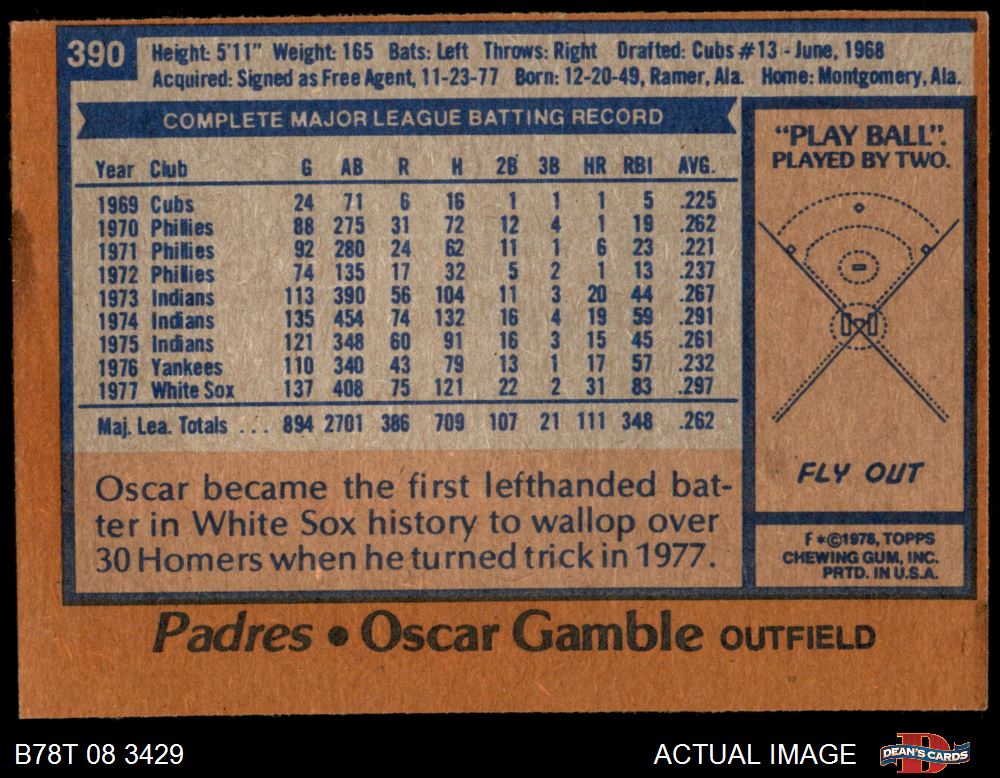 390
Height: 5'11" Weight: 165 Bats: Left Throws: Right Drafted: Cubs #13 - June, 1968
Acquired: Signed as Free Agent, 11-23-77 Born: 12-20-49, Ramer, Ala. Home: Montgomery, Ala.
COMPLETE MAJOR LEAGUE BATTING RECORD
Year Club G AB R H 2B 3B HR RBI AVG.
1969 Cubs 24 71 6 16 1 1 1 5 .225
1970 Phillies 88 275 31 72 12 4 1 19 .262
1971 Phillies 92 280 24 62 11 1 6 23 .221
1972 Phillies 74 135 17 32 5 2 1 13 .237
1973 Indians 113 390 56 104 11 3 20 44 .267
1974 Indians 135 454 74 132 16 4 19 59 .291
1975 Indians 121 348 60 91 16 3 15 45 .261
1976 Yankees 110 340 43 79 13 1 17 57 .232
1977 White Sox 137 408 75 121 22 2 31 83 .297
Maj. Lea. Totals ... 894 2701 386 709 107 21 111 348 .262
Oscar became the first lefthanded bat-
ter in White Sox history to wallop over
30 Homers when he turned trick in 1977.
"PLAY BALL".
PLAYED BY TWO.
FLY OUT
F *©1978, TOPPS
CHEWING GUM, INC.
PRTD. IN U.S.A.
Padres • Oscar Gamble OUTFIELD
B78T 08 3429
ACTUAL IMAGE
DEAN'S CARDS